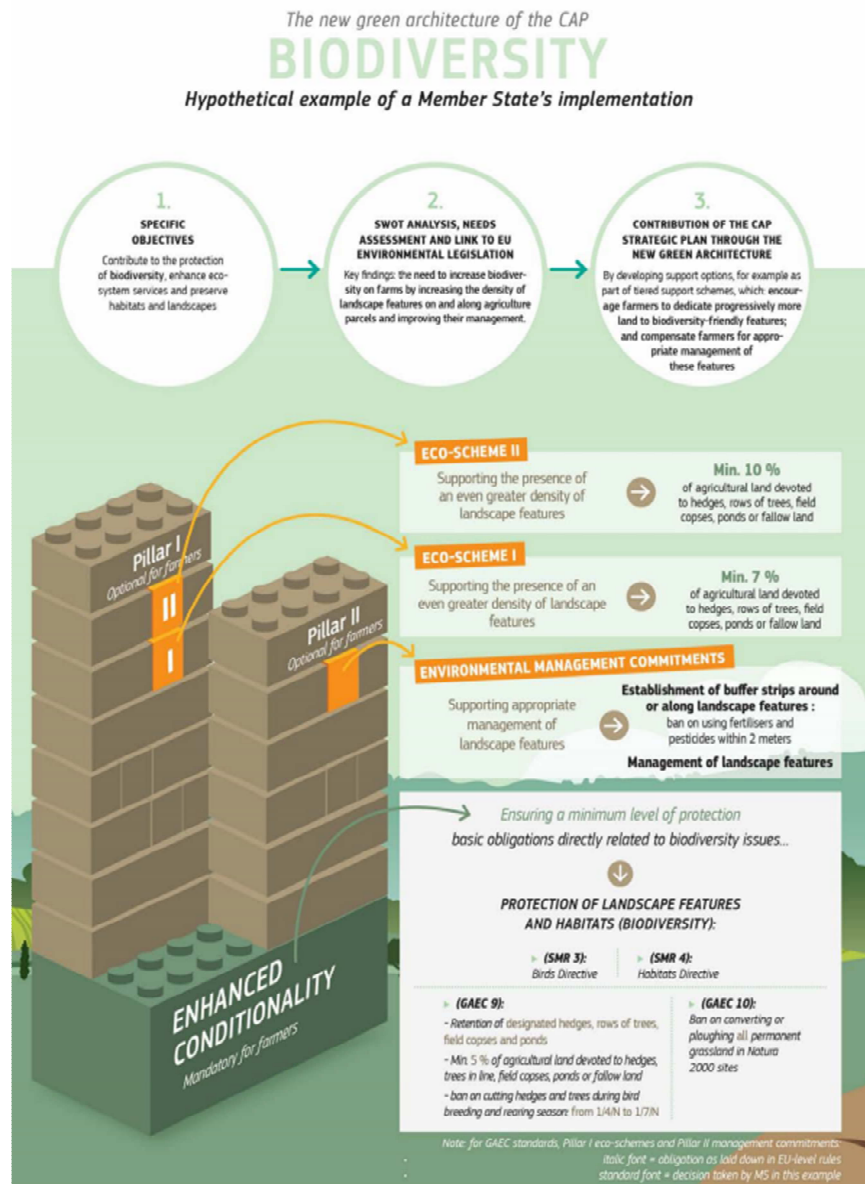 The new green architecture of the CAP
BIODIVERSITY
Hypothetical example of a Member State's implementation
1.
SPECIFIC
OBJECTIVES
Contribute to the protection
of biodiversity, enhance eco-
system services and preserve
habitats and landscapes
2.
SWOT ANALYSIS, NEEDS
ASSESSMENT AND LINK TO EU
ENVIRONMENTAL LEGISLATION
Key findings: the need to increase biodiver-
sity on farms by increasing the density of
landscape features on and along agriculture
parcels and improving their management.
3.
CONTRIBUTION OF THE CAP
STRATEGIC PLAN THROUGH THE
NEW GREEN ARCHITECTURE
By developing support options, for example as
part of tiered support schemes, which: encour-
age farmers to dedicate progressively more
land to biodiversity-friendly features;
and compensate farmers for appro-
priate management of
these features
Pillar I
Optional for farmers
II
I
Pillar II
Optional for farmers
ECO-SCHEME II
Supporting the presence of
an even greater density of
landscape features
Min. 10 %
of agricultural land devoted
to hedges, rows of trees, field
copses, ponds or fallow land
ECO-SCHEME I
Supporting the presence of an
even greater density of landscape
features
Min. 7 %
of agricultural land devoted
to hedges, rows of trees, field
copses, ponds or fallow land
ENVIRONMENTAL MANAGEMENT COMMITMENTS
Supporting appropriate
management of
landscape features
Establishment of buffer strips around
or along landscape features :
ban on using fertilisers and
pesticides within 2 meters
Management of landscape features
ENHANCED
CONDITIONALITY
Mandatory for farmers
Ensuring a minimum level of protection
basic obligations directly related to biodiversity issues...
PROTECTION OF LANDSCAPE FEATURES
AND HABITATS (BIODIVERSITY):
(SMR 3):
Birds Directive
(SMR 4):
Habitats Directive
(GAEC 9):
- Retention of designated hedges, rows of trees,
field copses and ponds
- Min. 5 % of agricultural land devoted to hedges,
trees in line, field copses, ponds or fallow land
- ban on cutting hedges and trees during bird
breeding and rearing season: from 1/4/N to 1/7/N
(GAEC 10):
Ban on converting or
ploughing all permanent
grassland in Natura
2000 sites
Note: for GAEC standards, Pillar I eco-schemes and Pillar II management commitments:
italic font = obligation as laid down in EU-level rules
standard font = decision taken by MS in this example